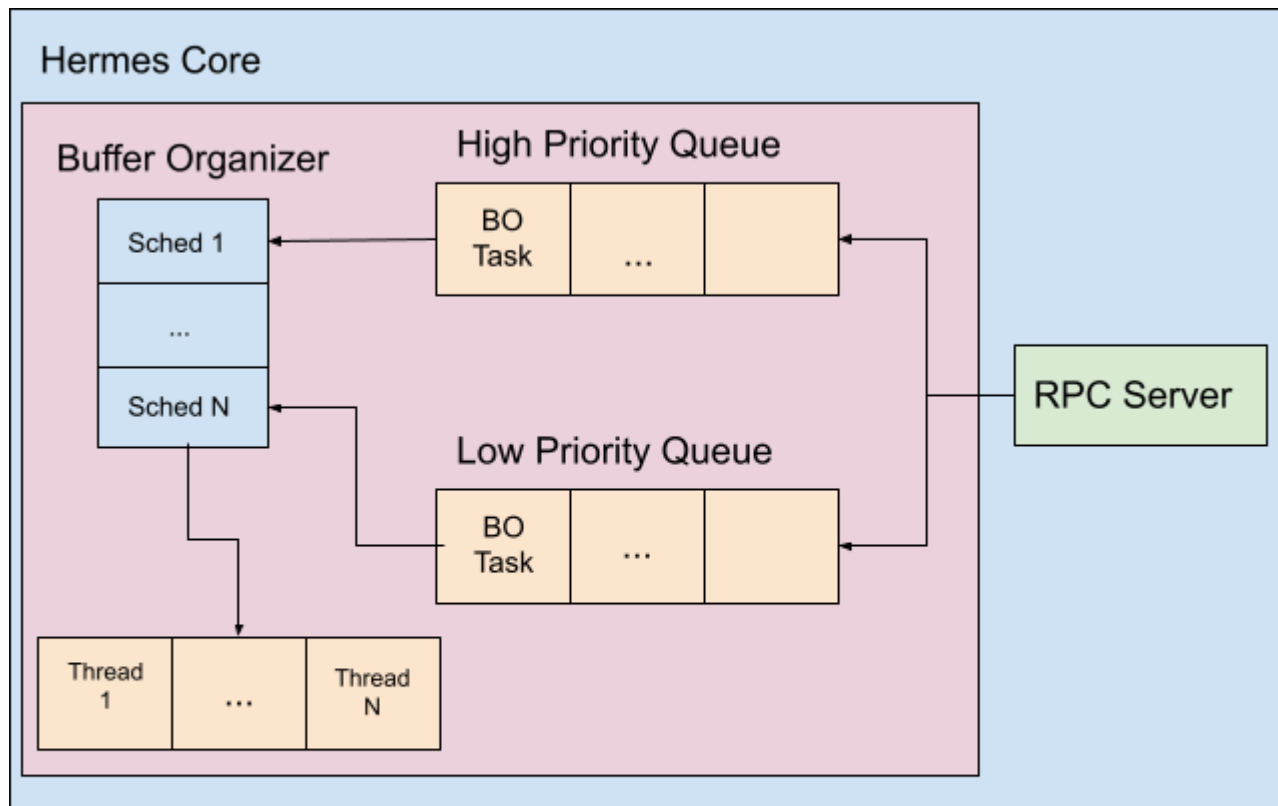 Hermes Core
Buffer Organizer
High Priority Queue
Sched 1
...
Sched N
BO
Task
...
RPC Server
Low Priority Queue
BO
Task
...
Thread
1
...
Thread
N